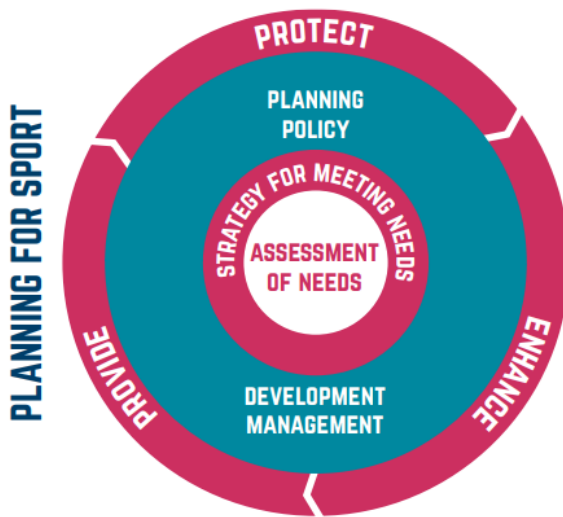 PLANNING FOR SPORT
PROTECT
PLANNING
POLICY
STRATEGY FOR MEETING NEEDS
ASSESSMENT
OF NEEDS
DEVELOPMENT
MANAGEMENT
PROVIDE
ENHANCE